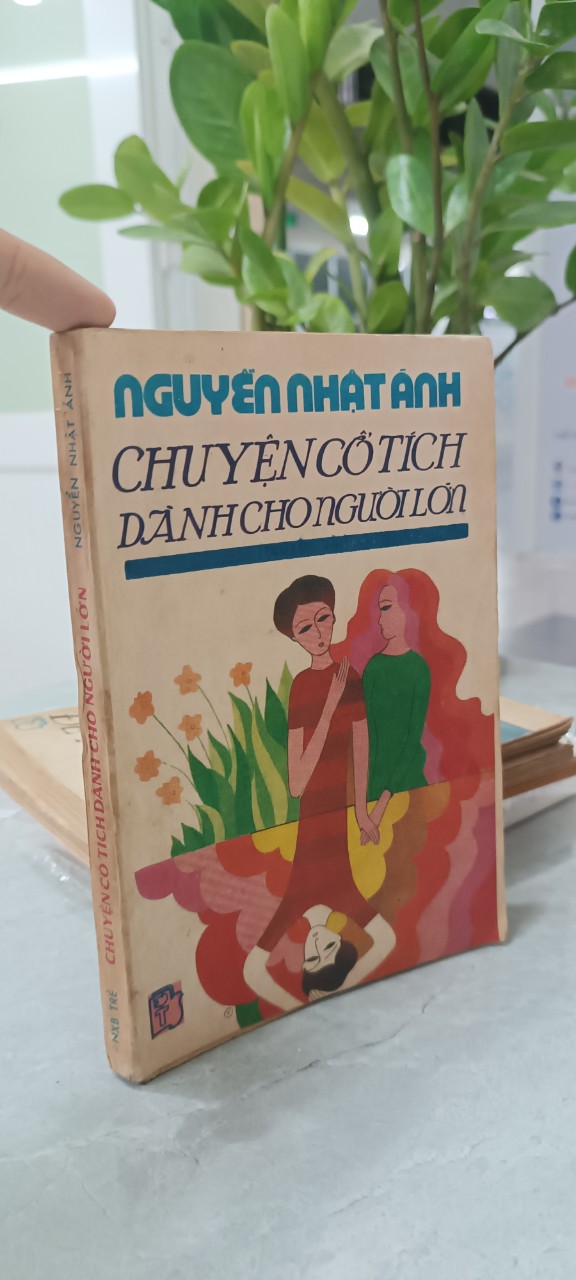 NGUYỄN NHẬT ÁNH
CHUYỆN CỔ TÍCH
DÀNH CHO NGƯỜI LỚN
NXB TRẺ CHUYỆN CỔ TÍCH DÀNH CHO NGƯỜI LỚN NGUYỄN NHẬT ÁNH